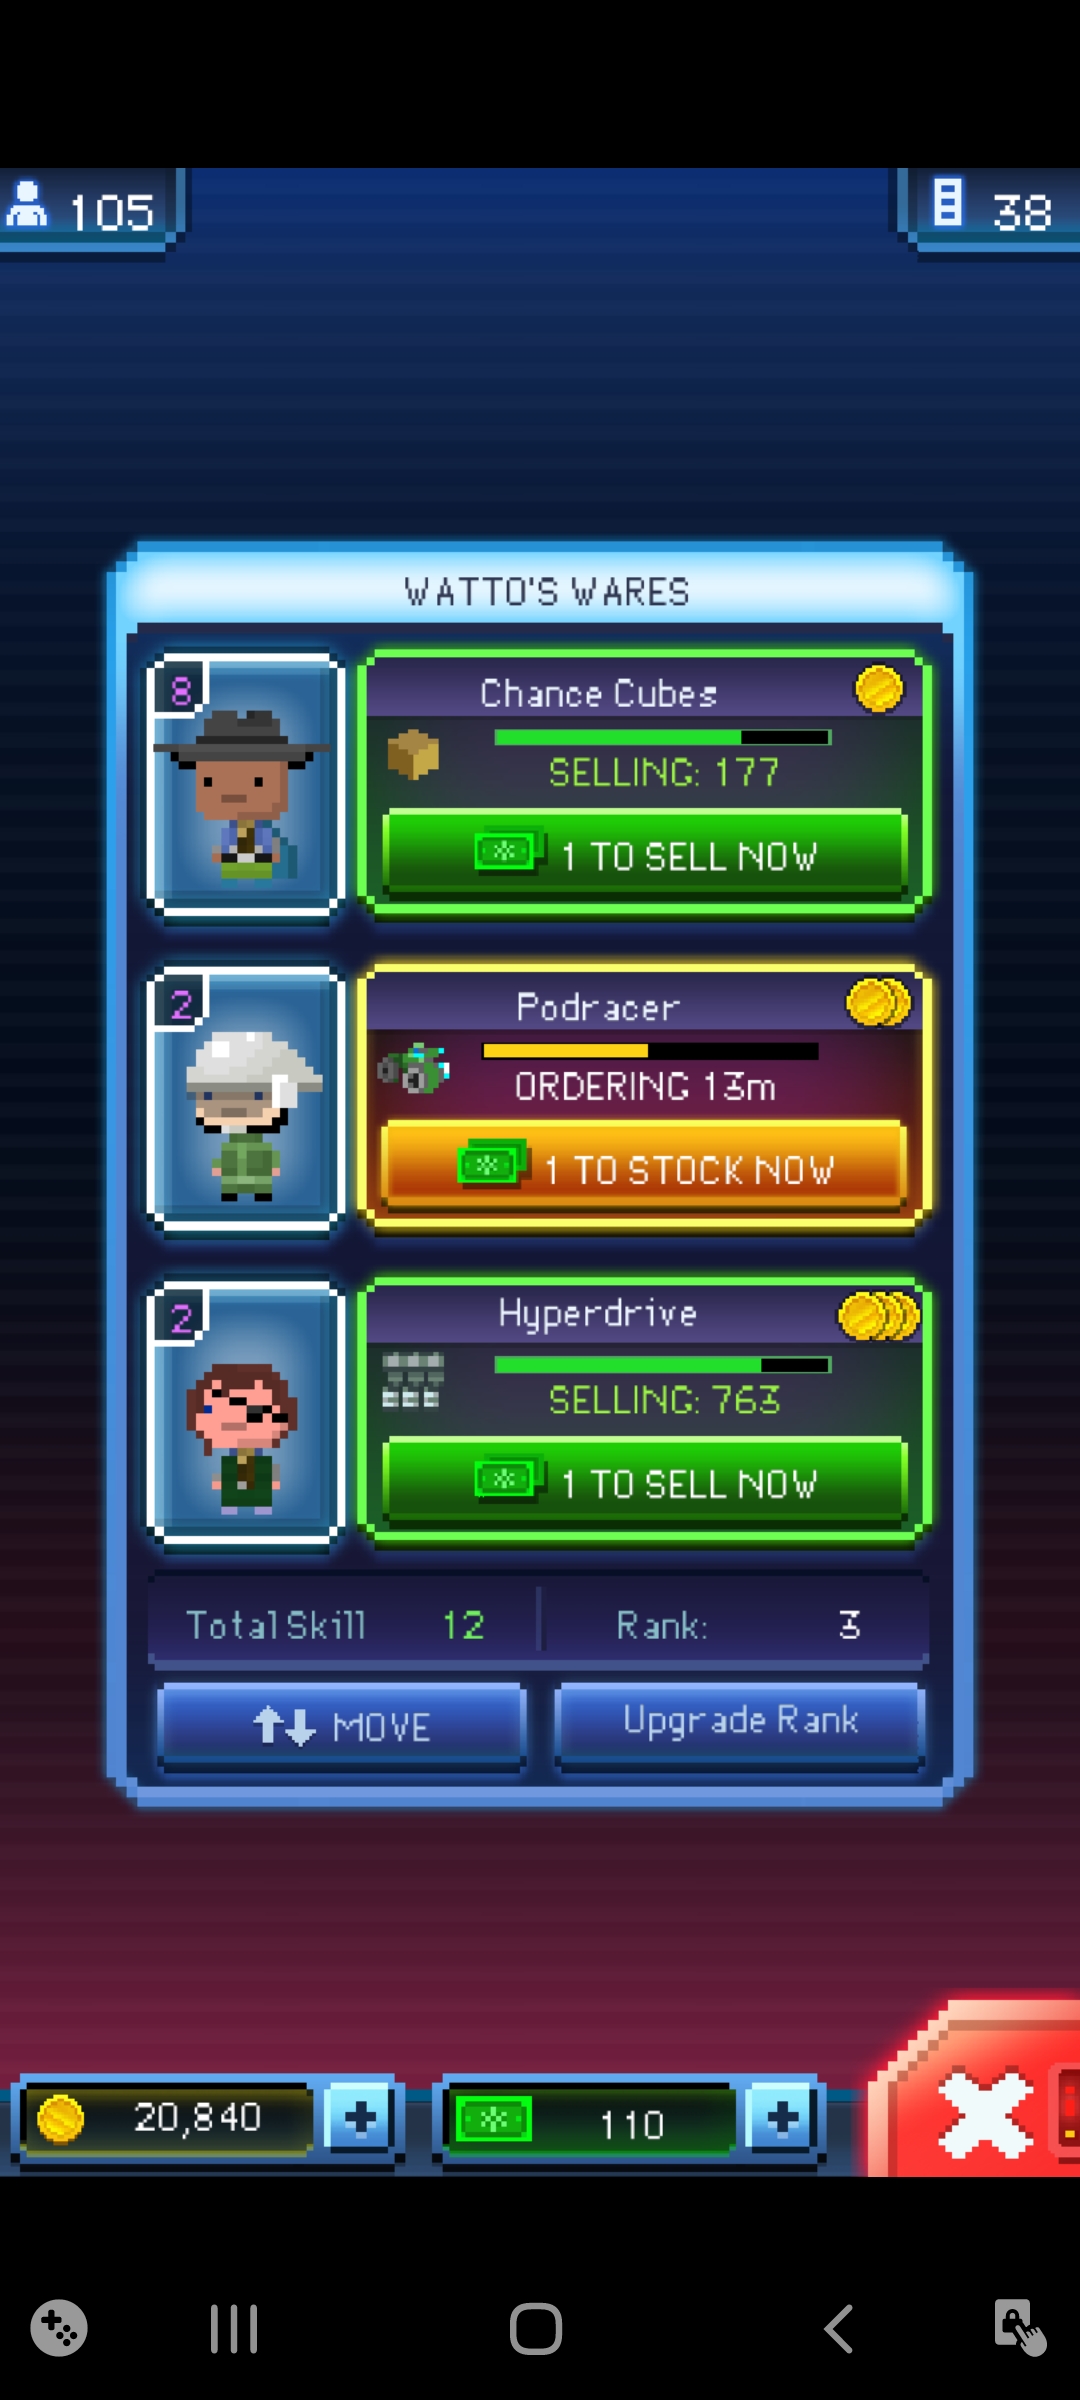 105
38
WATTO'S WARES
8
Chance Cubes
SELLING: 177
1 TO SELL NOW
2
Podracer
ORDERING 13m
1 TO STOCK NOW
2
Hyperdrive
SELLING: 763
1 TO SELL NOW
Total Skill 12
Rank: 3
MOVE
Upgrade Rank
20,840
110